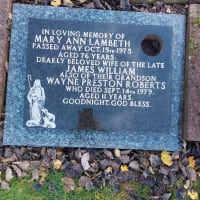 IN LOVING MEMORY OF
MARY ANN LAMBETH
PASSED AWAY OCT. 15TH 1975.
AGED 76 YEARS
DEARLY BELOVED WIFE OF THE LATE
JAMES WILLIAM
ALSO OF THEIR GRANDSON
WAYNE PRESTON ROBERTS
WHO DIED SEPT. 14TH 1979.
AGED 11 YEARS
GOODNIGHT. GOD BLESS.